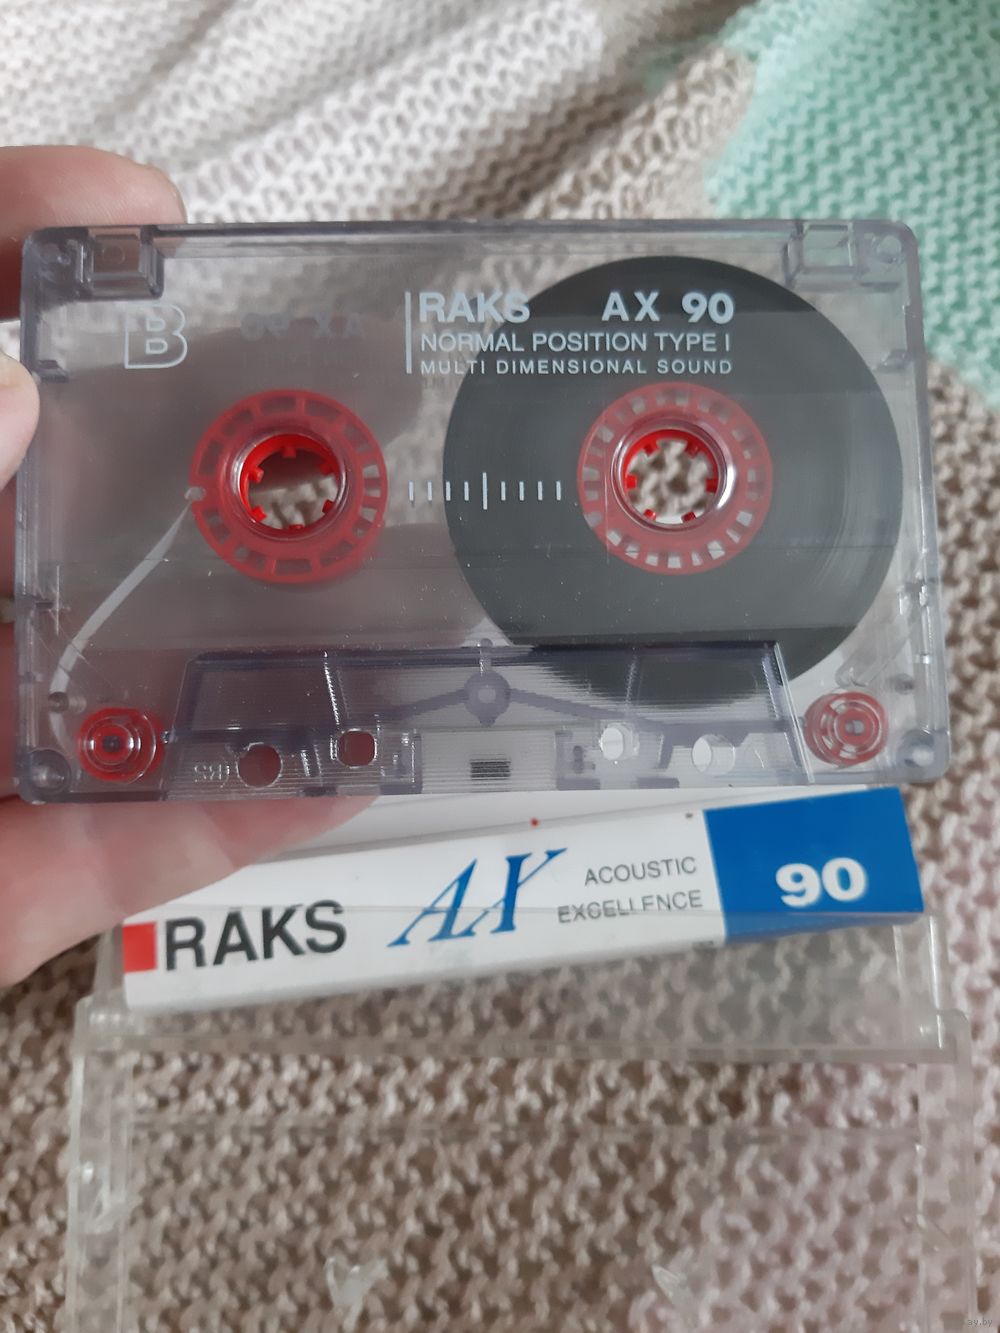 B
RAKS AX 90
NORMAL POSITION TYPE I
MULTI DIMENSIONAL SOUND
RAKS AX ACOUSTIC EXCELLENCE 90